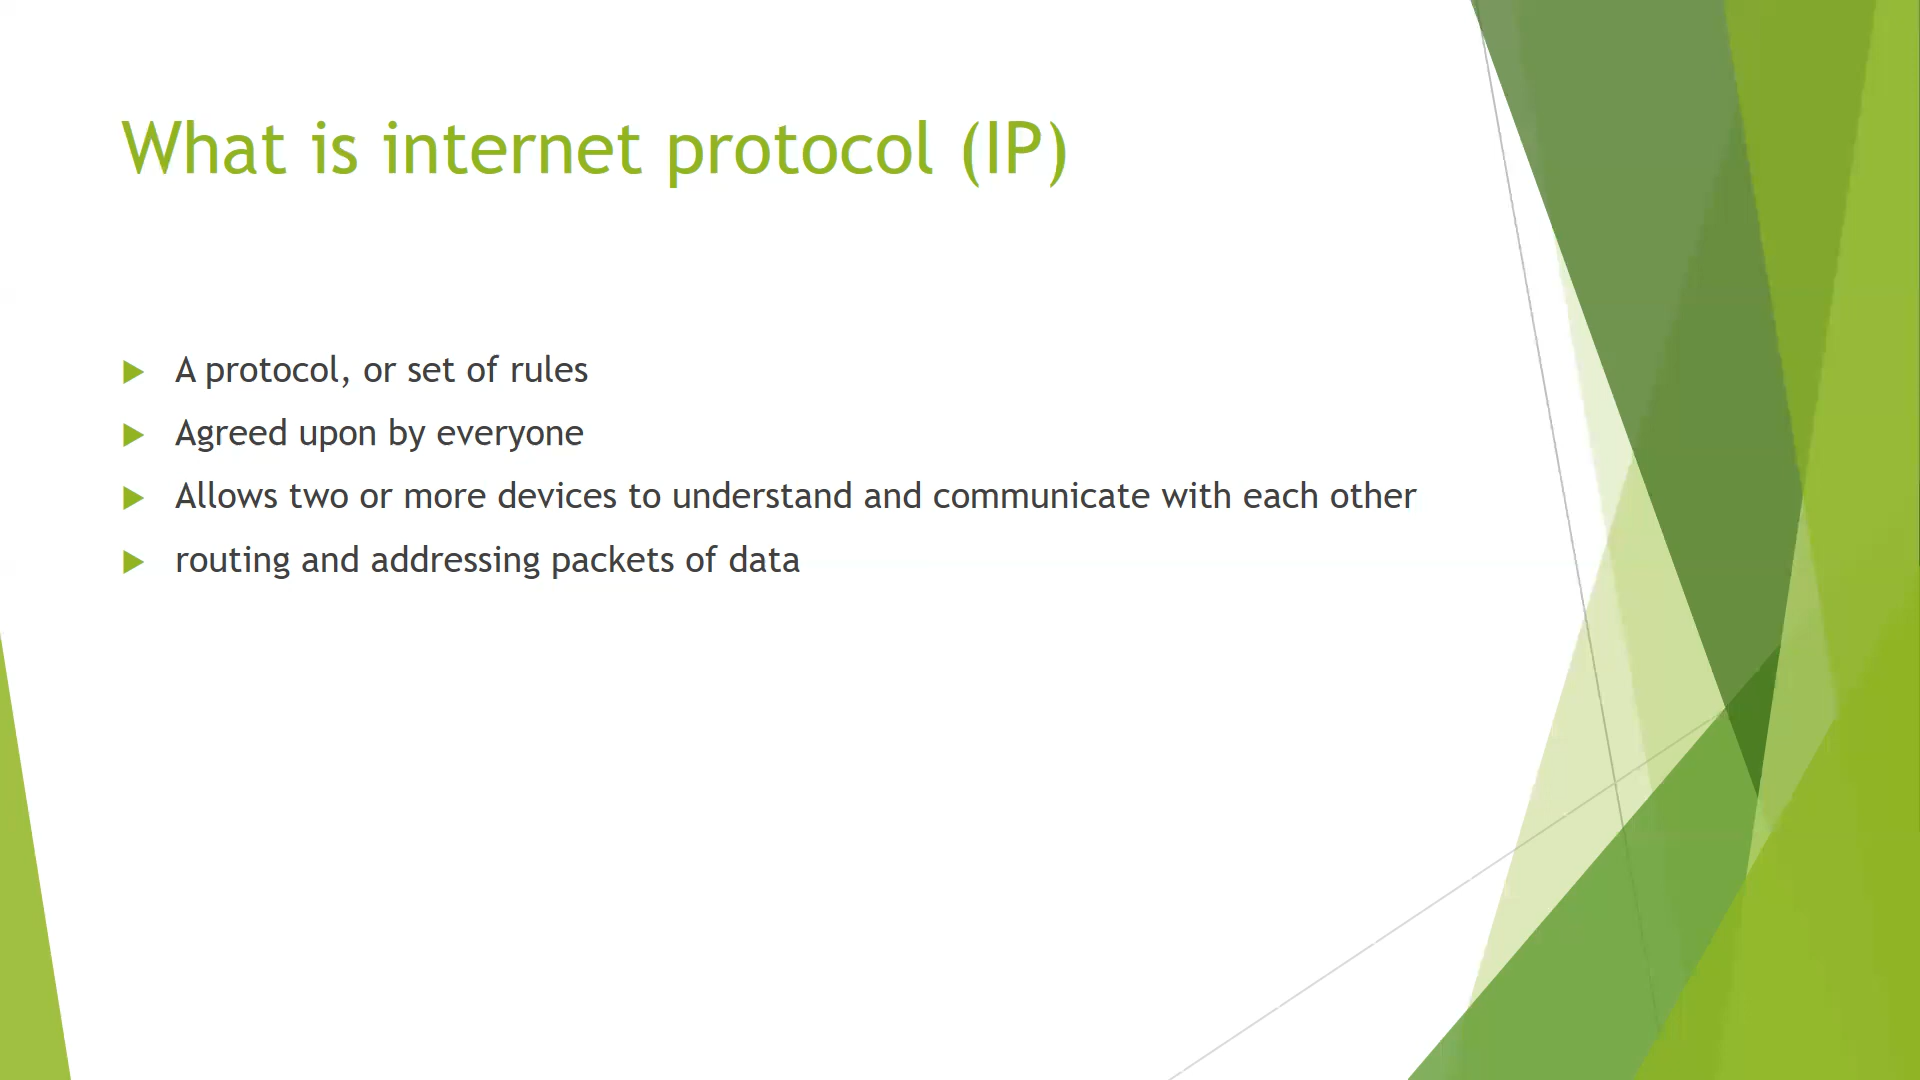 What is internet protocol (IP)
A protocol, or set of rules
Agreed upon by everyone
Allows two or more devices to understand and communicate with each other
routing and addressing packets of data